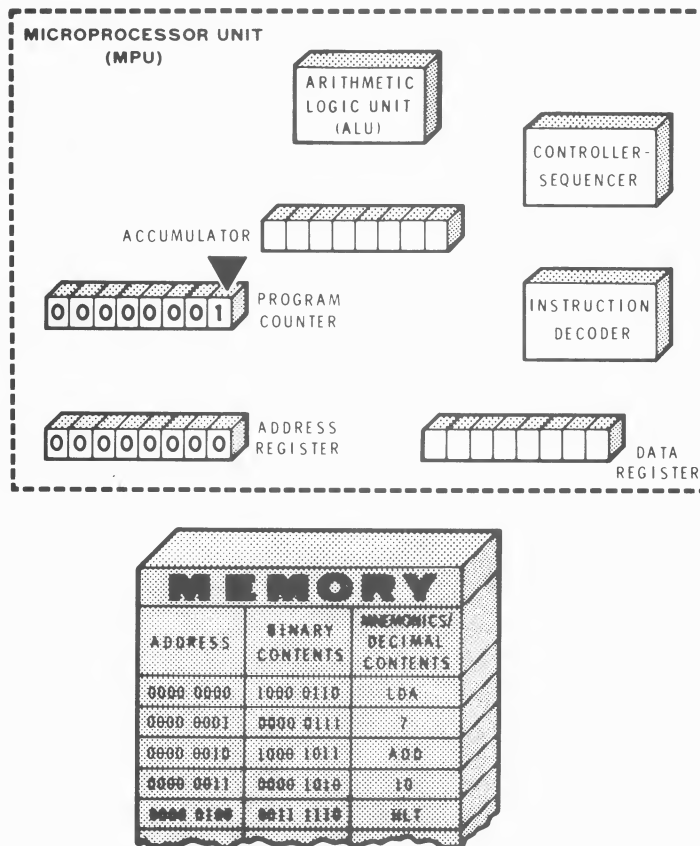 MICROPROCESSOR UNIT
(MPU)
ARITHMETIC
LOGIC UNIT
(ALU)
CONTROLLER-
SEQUENCER
ACCUMULATOR
0 0 0 0 0 0 0 1
PROGRAM
COUNTER
INSTRUCTION
DECODER
0 0 0 0 0 0 0 0
ADDRESS
REGISTER
DATA
REGISTER
MEMORY
ADDRESS
BINARY
CONTENTS
MNEMONICS/
DECIMAL
CONTENTS
0000 0000 1000 0110 LDA
0000 0001 0000 0111 7
0000 0010 1000 1011 ADD
0000 0011 0000 1010 10
0000 0100 0011 1110 HLT